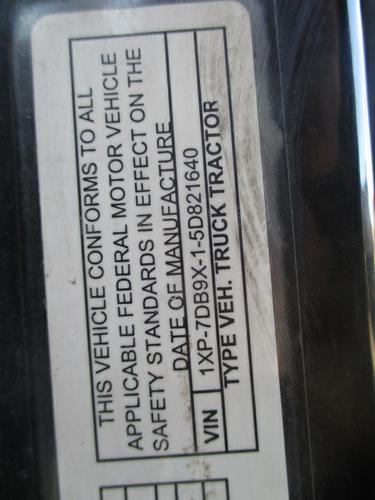 THIS VEHICLE CONFORMS TO ALL
APPLICABLE FEDERAL MOTOR VEHICLE
SAFETY STANDARDS IN EFFECT ON THE
DATE OF MANUFACTURE
VIN 1XP-7DB9X-1-5D821640
TYPE VEH. TRUCK TRACTOR